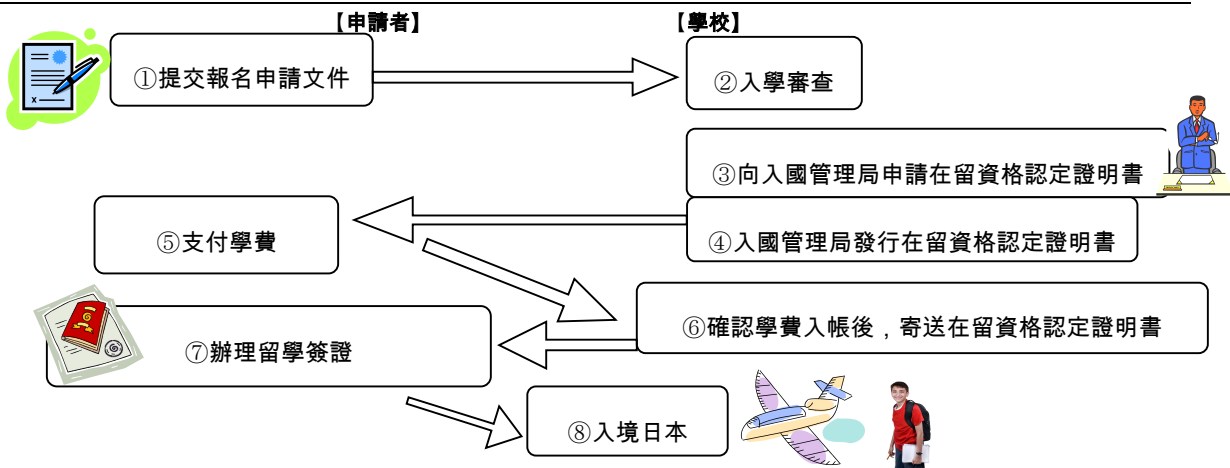 【申請者】
【學校】
①提交報名申請文件
②入學審查
③向入國管理局申請在留資格認定證明書
④入國管理局發行在留資格認定證明書
⑤支付學費
⑥確認學費入帳後，寄送在留資格認定證明書
⑦辦理留學簽證
⑧入境日本